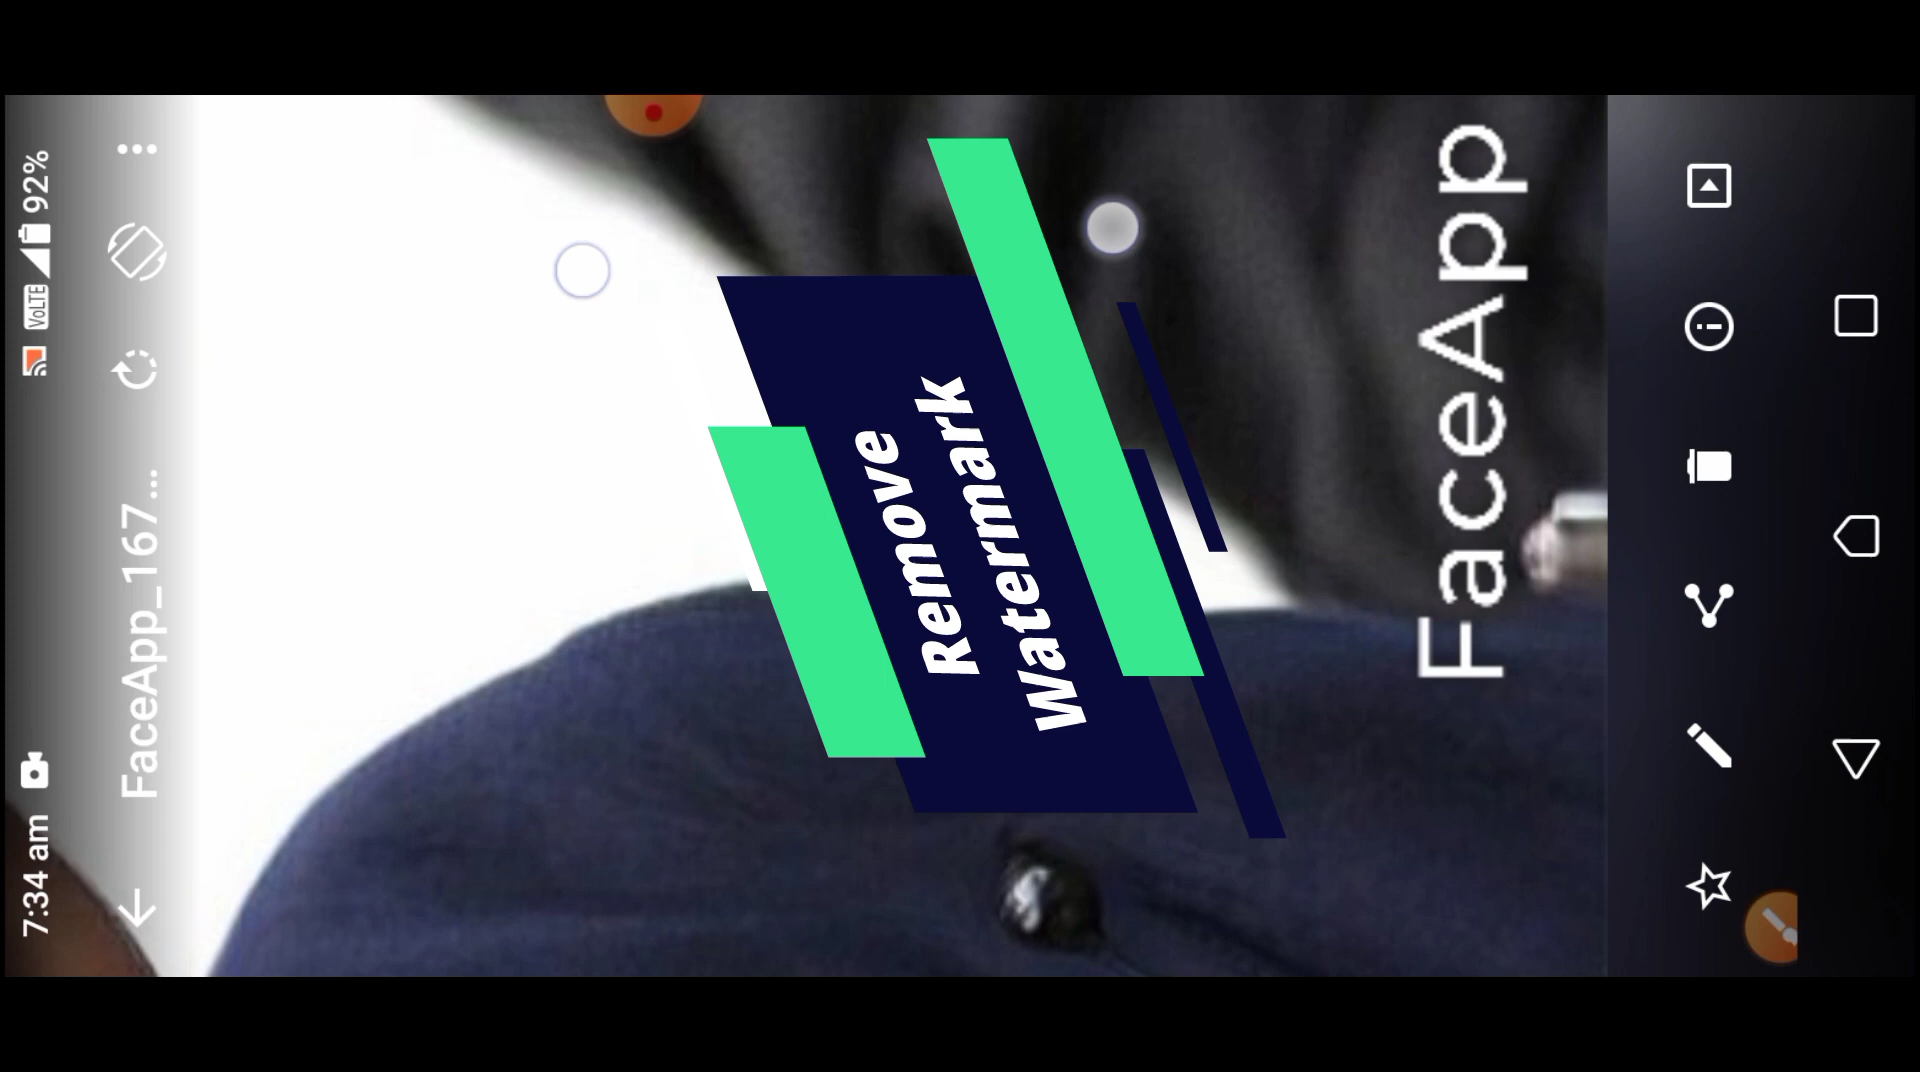 7:34 am VoLTE 92%
FaceApp_167...
Remove
Watermark
FaceApp